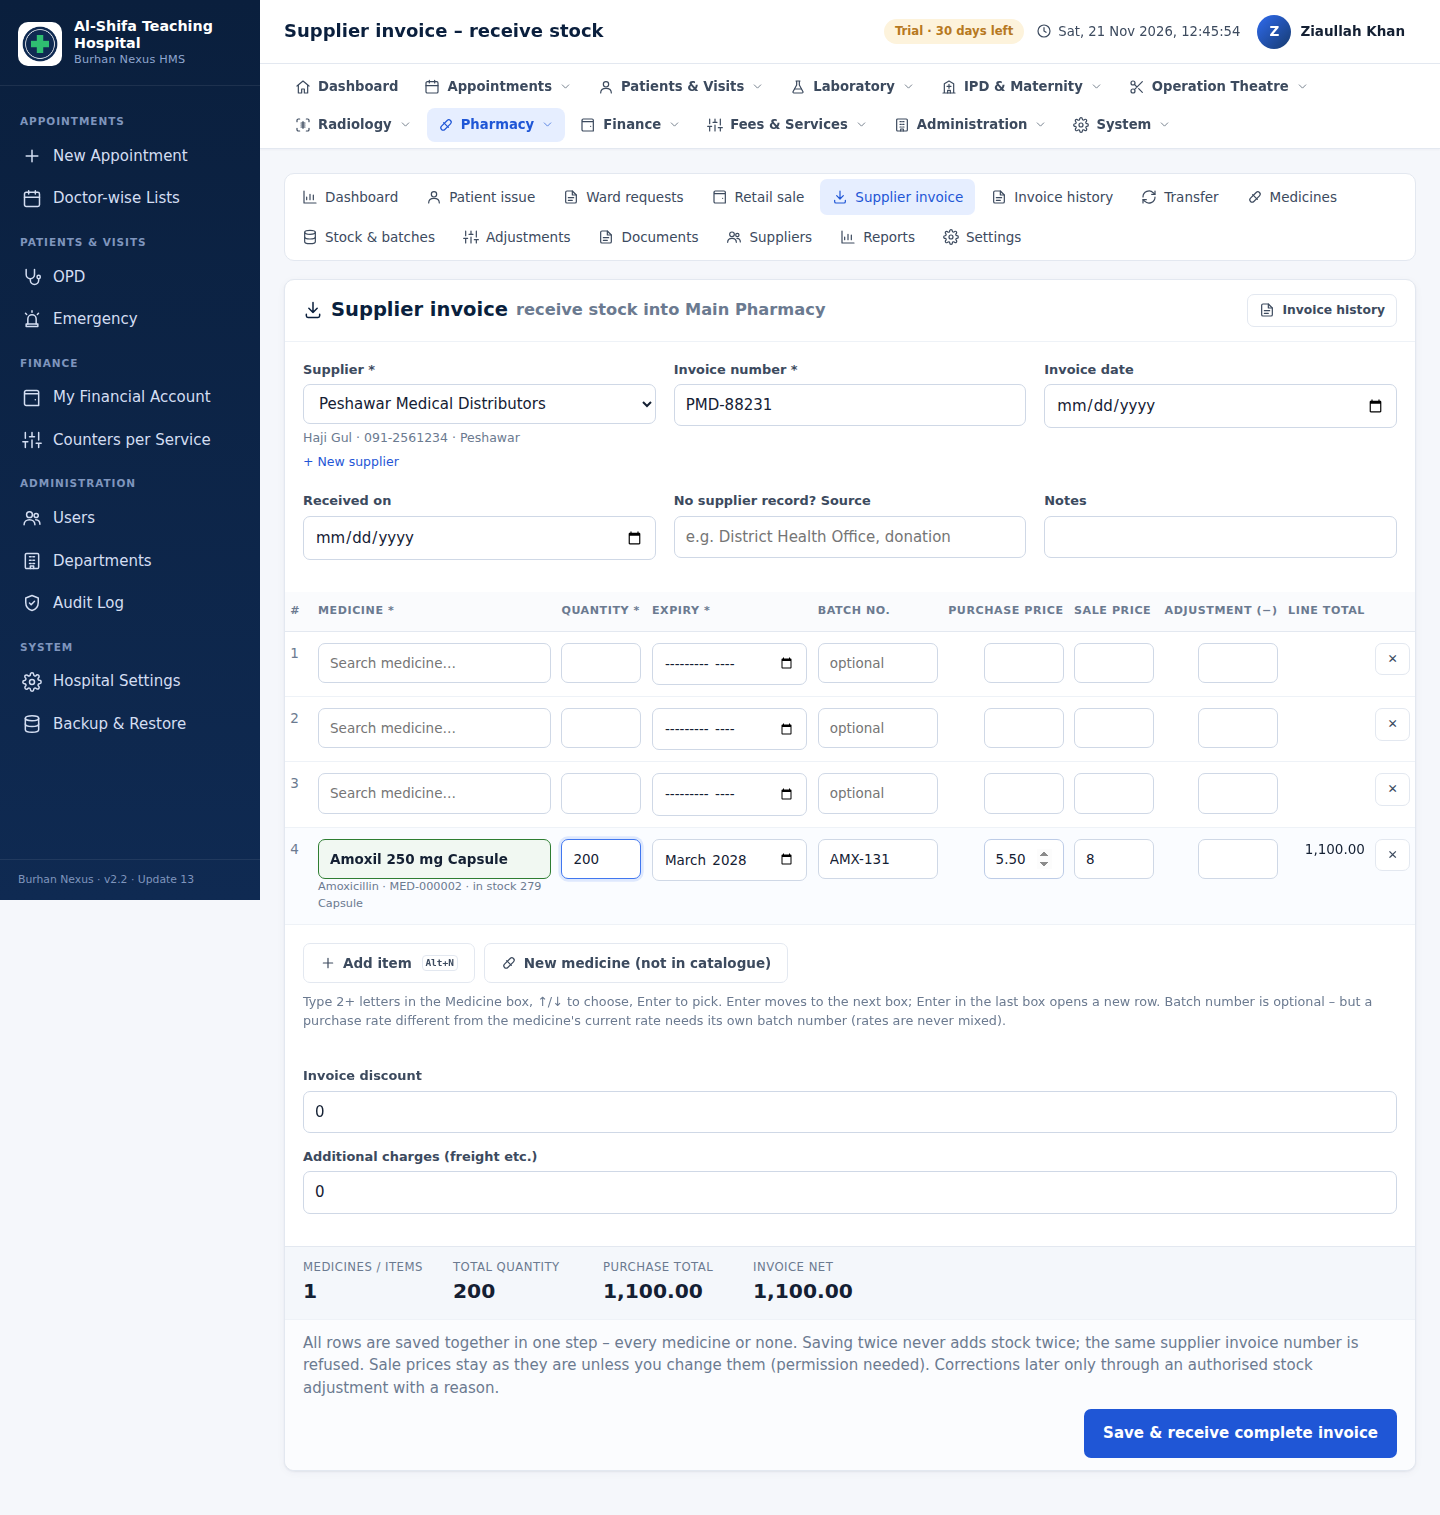 Al-Shifa Teaching
Hospital
Burhan Nexus HMS
APPOINTMENTS
New Appointment
Doctor-wise Lists
PATIENTS & VISITS
OPD
Emergency
FINANCE
My Financial Account
Counters per Service
ADMINISTRATION
Users
Departments
Audit Log
SYSTEM
Hospital Settings
Backup & Restore
Burhan Nexus · v2.2 · Update 13
Supplier invoice – receive stock
Trial · 30 days left
Sat, 21 Nov 2026, 12:45:54
Z
Ziaullah Khan
Dashboard Appointments Patients & Visits Laboratory IPD & Maternity Operation Theatre
Radiology Pharmacy Finance Fees & Services Administration System
Dashboard Patient issue Ward requests Retail sale Supplier invoice Invoice history Transfer Medicines
Stock & batches Adjustments Documents Suppliers Reports Settings
Supplier invoice receive stock into Main Pharmacy
Invoice history
Supplier * Invoice number * Invoice date
Peshawar Medical Distributors PMD-88231 mm/dd/yyyy
Haji Gul · 091-2561234 · Peshawar
+ New supplier
Received on No supplier record? Source Notes
mm/dd/yyyy e.g. District Health Office, donation
# MEDICINE * QUANTITY * EXPIRY * BATCH NO. PURCHASE PRICE SALE PRICE ADJUSTMENT (−) LINE TOTAL
1 Search medicine… --------- ---- optional ×
2 Search medicine… --------- ---- optional ×
3 Search medicine… --------- ---- optional ×
4 Amoxil 250 mg Capsule 200 March 2028 AMX-131 5.50 8 1,100.00 ×
Amoxicillin · MED-000002 · in stock 279
Capsule
Add item Alt+N New medicine (not in catalogue)
Type 2+ letters in the Medicine box, ↑/↓ to choose, Enter to pick. Enter moves to the next box; Enter in the last box opens a new row. Batch number is optional – but a
purchase rate different from the medicine's current rate needs its own batch number (rates are never mixed).
Invoice discount
0
Additional charges (freight etc.)
0
MEDICINES / ITEMS TOTAL QUANTITY PURCHASE TOTAL INVOICE NET
1 200 1,100.00 1,100.00
All rows are saved together in one step – every medicine or none. Saving twice never adds stock twice; the same supplier invoice number is
refused. Sale prices stay as they are unless you change them (permission needed). Corrections later only through an authorised stock
adjustment with a reason.
Save & receive complete invoice